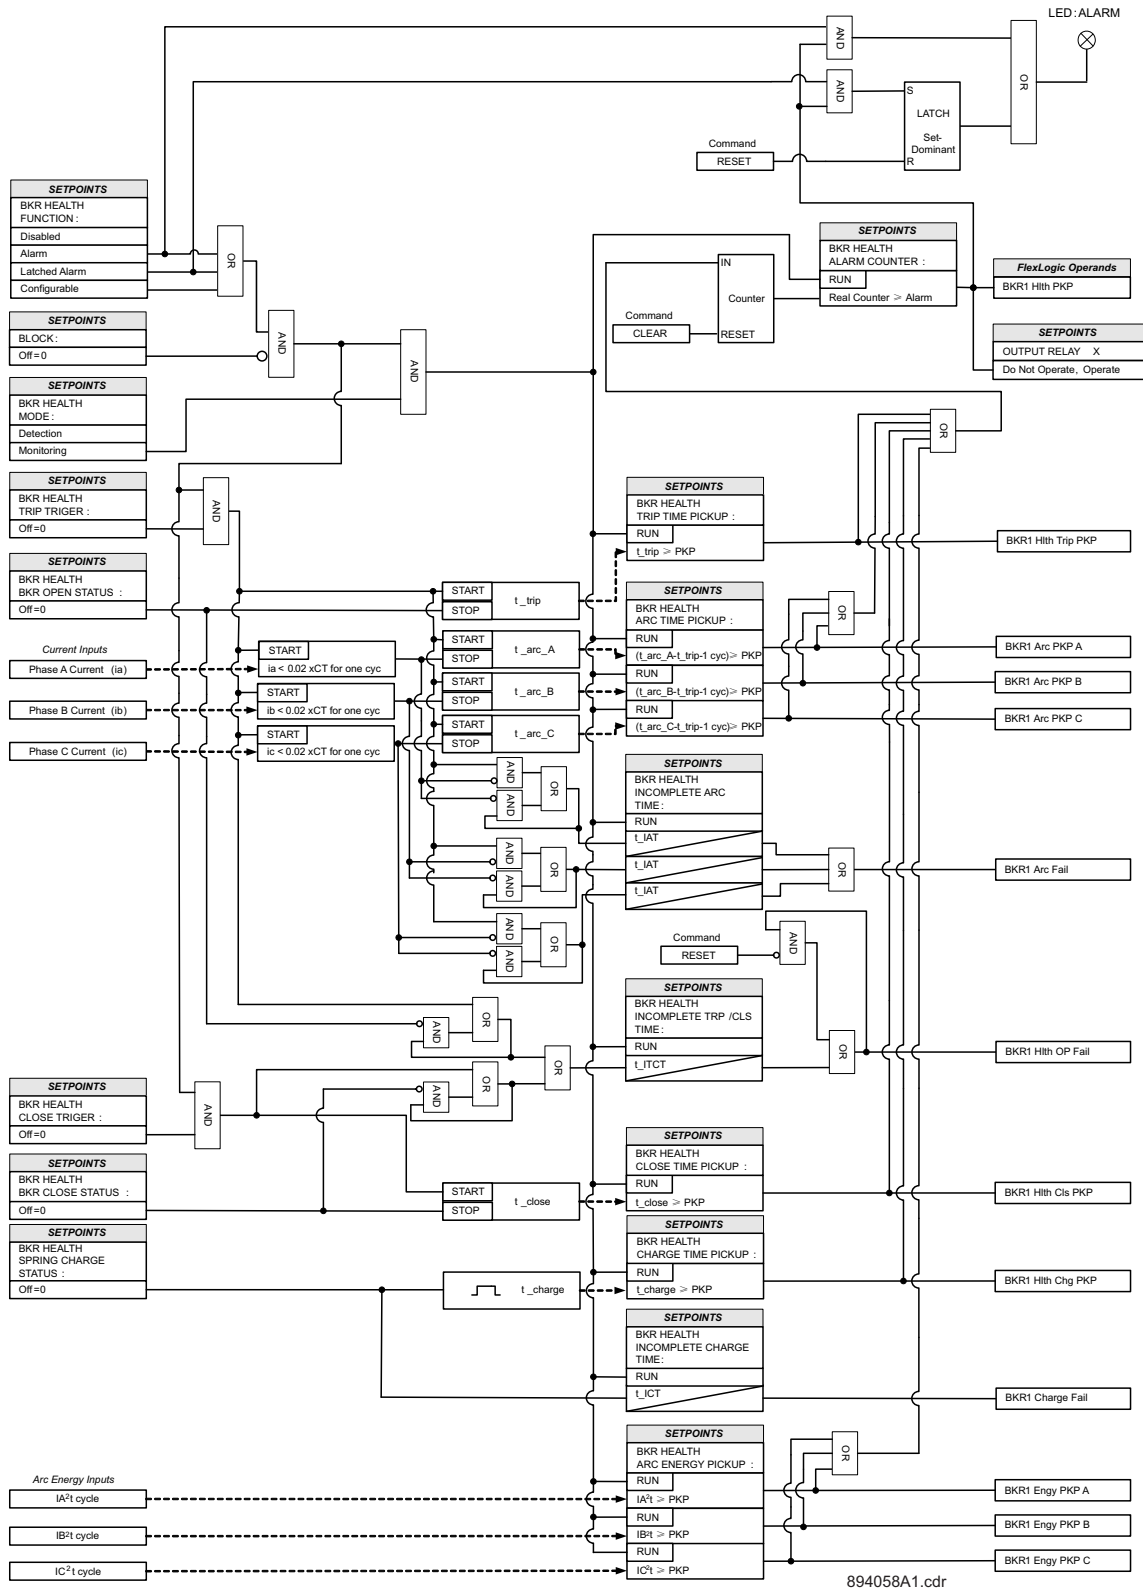 LED:ALARM
AND
AND
OR
S
LATCH
Set-
Dominant
R
Command
RESET
SETPOINTS
BKR HEALTH
FUNCTION :
Disabled
Alarm
Latched Alarm
Configurable
OR
SETPOINTS
BLOCK :
Off=0
AND
AND
SETPOINTS
BKR HEALTH
MODE :
Detection
Monitoring
IN
Counter
RESET
Command
CLEAR
SETPOINTS
BKR HEALTH
ALARM COUNTER :
RUN
Real Counter ⩾ Alarm
FlexLogic Operands
BKR1 Hlth PKP
SETPOINTS
OUTPUT RELAY X
Do Not Operate, Operate
OR
SETPOINTS
BKR HEALTH
TRIP TRIGER :
Off=0
AND
SETPOINTS
BKR HEALTH
BKR OPEN STATUS :
Off=0
START
STOP
t_trip
SETPOINTS
BKR HEALTH
TRIP TIME PICKUP :
RUN
t_trip ⩾ PKP
BKR1 Hlth Trip PKP
Current Inputs
Phase A Current (ia)
Phase B Current (ib)
Phase C Current (ic)
START
ia < 0.02 xCT for one cyc
START
ib < 0.02 xCT for one cyc
START
ic < 0.02 xCT for one cyc
START
STOP
t_arc_A
START
STOP
t_arc_B
START
STOP
t_arc_C
SETPOINTS
BKR HEALTH
ARC TIME PICKUP :
RUN
(t_arc_A-t_trip-1 cyc)⩾ PKP
RUN
(t_arc_B-t_trip-1 cyc)⩾ PKP
RUN
(t_arc_C-t_trip-1 cyc)⩾ PKP
OR
BKR1 Arc PKP A
BKR1 Arc PKP B
BKR1 Arc PKP C
AND
AND
OR
AND
AND
OR
AND
AND
OR
SETPOINTS
BKR HEALTH
INCOMPLETE ARC
TIME:
RUN
t_IAT
t_IAT
t_IAT
OR
BKR1 Arc Fail
Command
RESET
AND
SETPOINTS
BKR HEALTH
INCOMPLETE TRP /CLS
TIME:
RUN
t_ITCT
OR
BKR1 Hlth OP Fail
AND
OR
AND
OR
OR
SETPOINTS
BKR HEALTH
CLOSE TRIGER :
Off=0
AND
SETPOINTS
BKR HEALTH
BKR CLOSE STATUS :
Off=0
START
STOP
t_close
SETPOINTS
BKR HEALTH
CLOSE TIME PICKUP :
RUN
t_close ⩾ PKP
BKR1 Hlth Cls PKP
SETPOINTS
BKR HEALTH
SPRING CHARGE
STATUS :
Off=0
t_charge
SETPOINTS
BKR HEALTH
CHARGE TIME PICKUP :
RUN
t_charge ⩾ PKP
BKR1 Hlth Chg PKP
SETPOINTS
BKR HEALTH
INCOMPLETE CHARGE
TIME:
RUN
t_ICT
BKR1 Charge Fail
Arc Energy Inputs
IA²t cycle
IB²t cycle
IC²t cycle
SETPOINTS
BKR HEALTH
ARC ENERGY PICKUP :
RUN
IA²t ⩾ PKP
RUN
IB²t ⩾ PKP
RUN
IC²t ⩾ PKP
OR
BKR1 Engy PKP A
BKR1 Engy PKP B
BKR1 Engy PKP C
894058A1.cdr